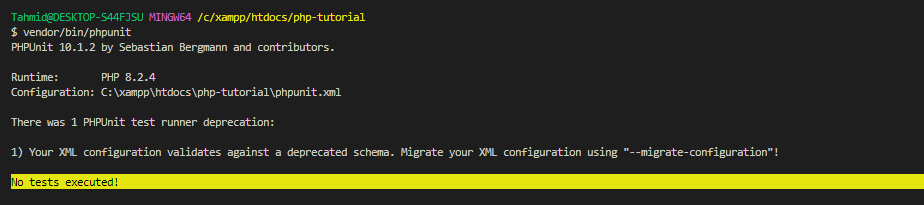 Tahmid@DESKTOP-S44FJSU MINGW64 /c/xampp/htdocs/php-tutorial
$ vendor/bin/phpunit
PHPUnit 10.1.2 by Sebastian Bergmann and contributors.
Runtime:       PHP 8.2.4
Configuration: C:\xampp\htdocs\php-tutorial\phpunit.xml
There was 1 PHPUnit test runner deprecation:
1) Your XML configuration validates against a deprecated schema. Migrate your XML configuration using "--migrate-configuration"!
No tests executed!